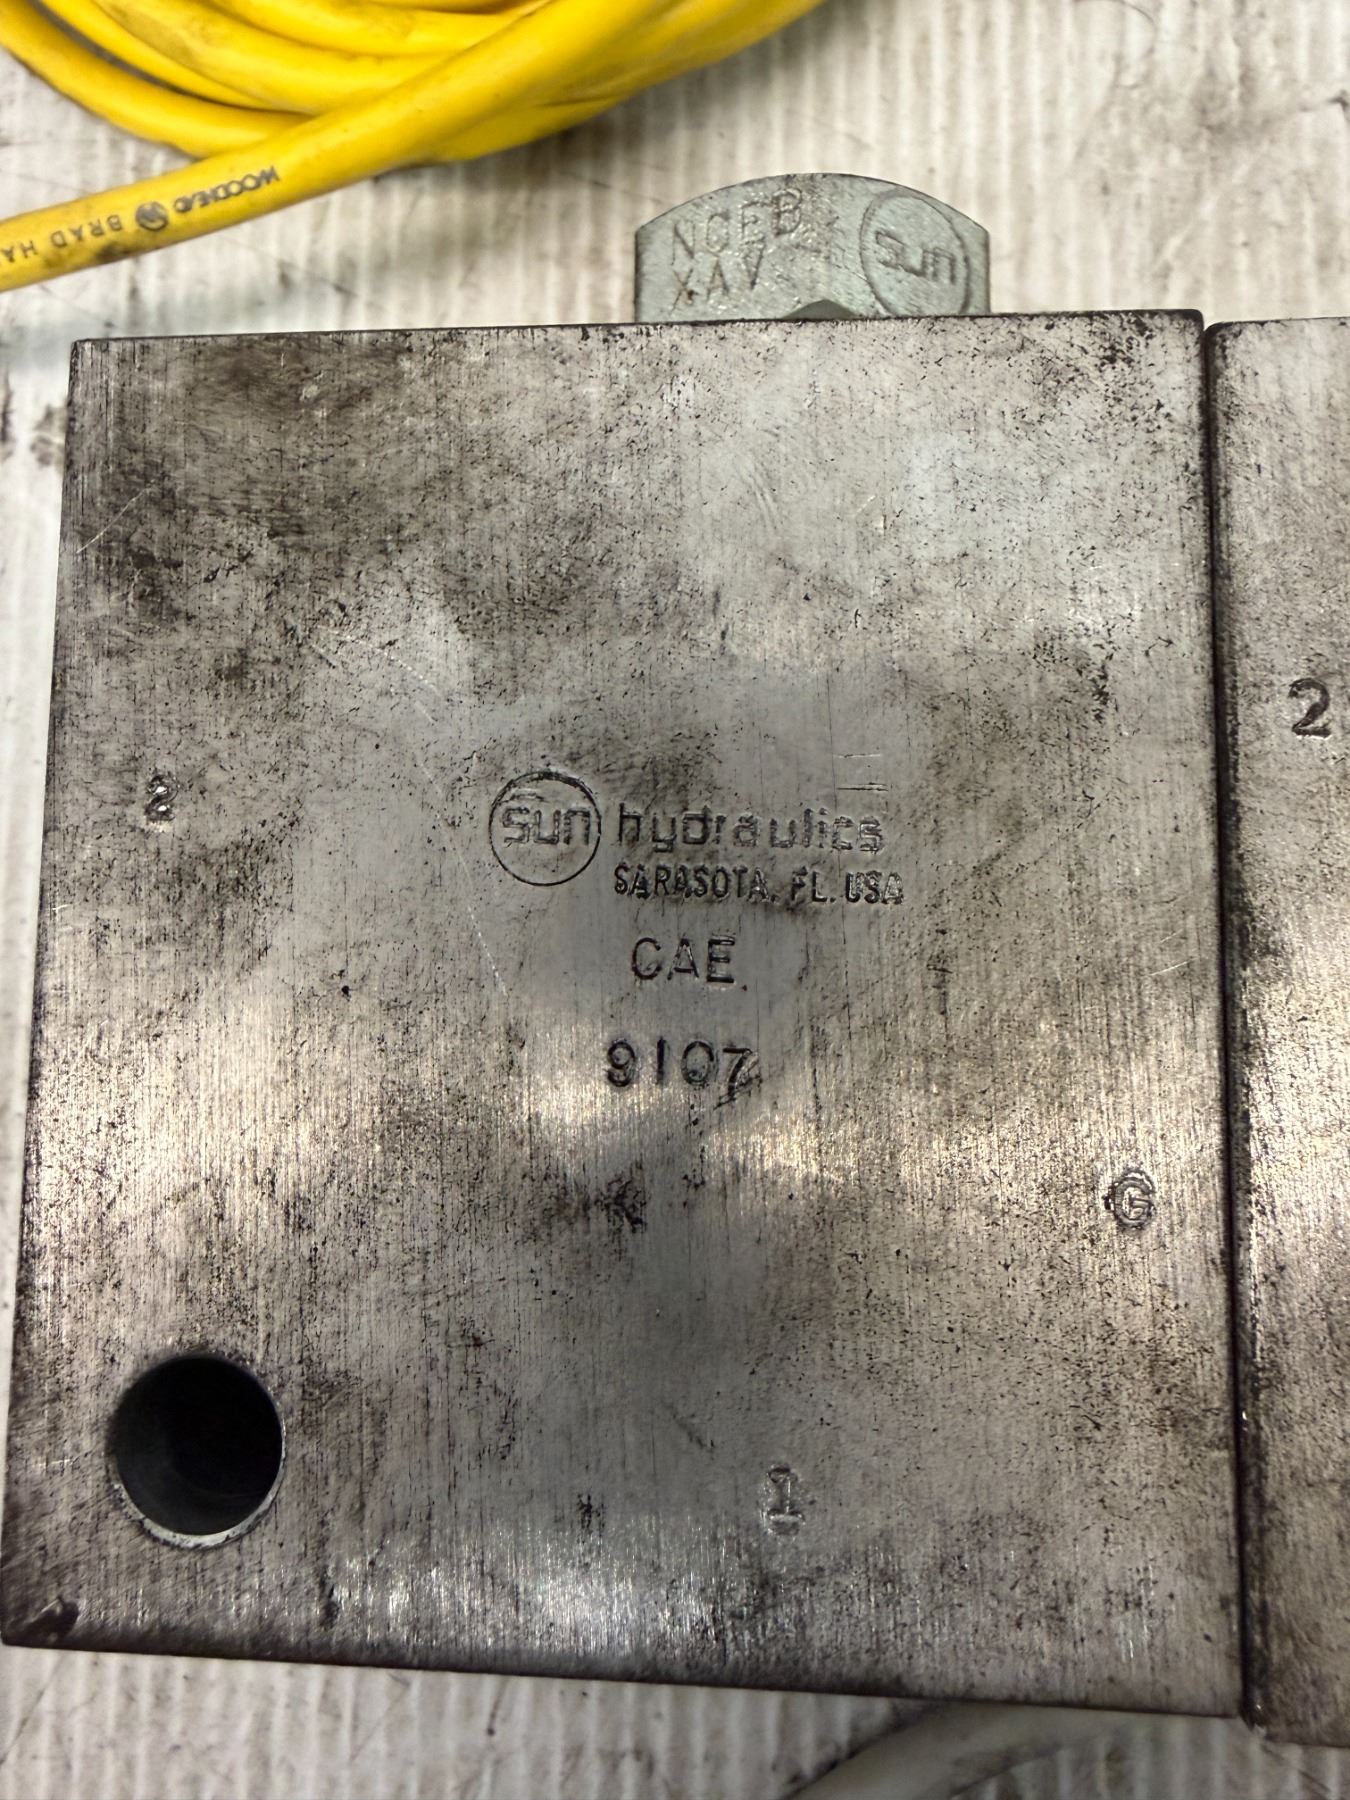 WOODHEAD BRAD HA
NCEB
XAV
sun
2
2
sun hydraulics
SARASOTA, FL. USA
CAE
9107
G
1